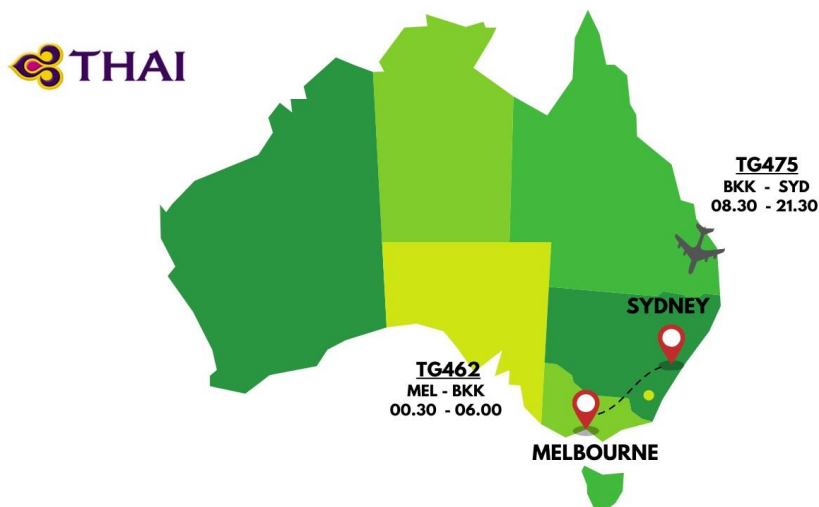 THAI
TG475
BKK - SYD
08.30 - 21.30
SYDNEY
TG462
MEL - BKK
00.30 - 06.00
MELBOURNE